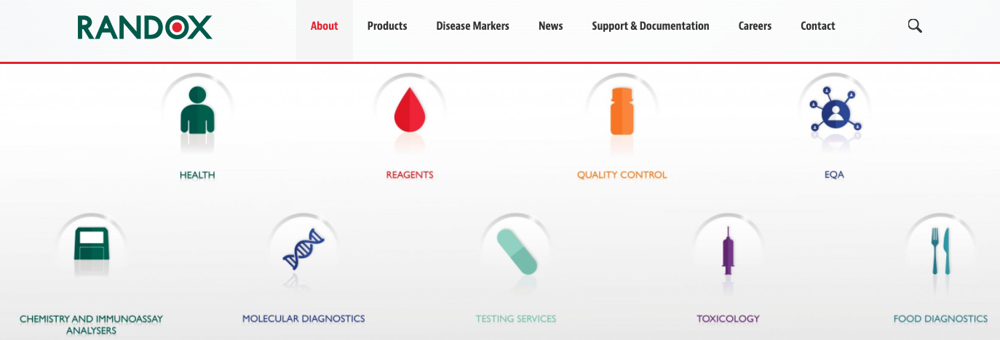 RANDOX
About Products Disease Markers News Support & Documentation Careers Contact
HEALTH REAGENTS QUALITY CONTROL EQA
CHEMISTRY AND IMMUNOASSAY
ANALYSERS
MOLECULAR DIAGNOSTICS
TESTING SERVICES
TOXICOLOGY
FOOD DIAGNOSTICS